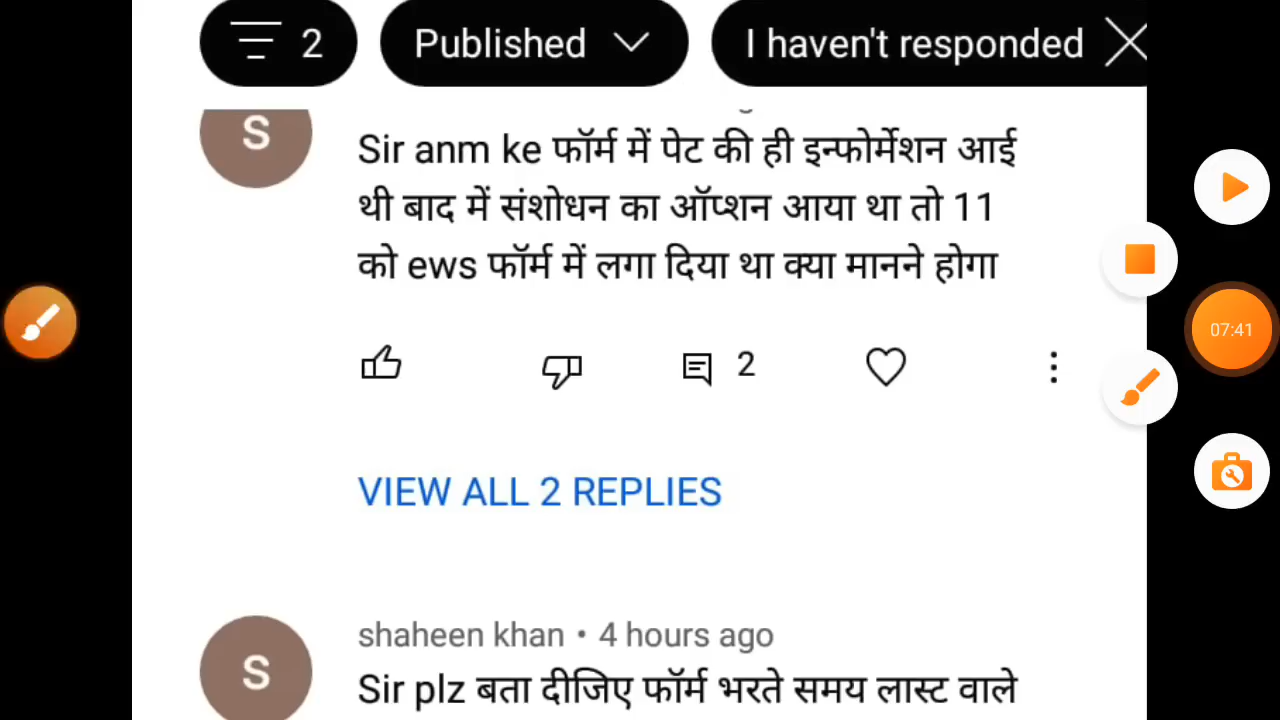 2 Published I haven't responded
S
Sir anm ke फॉर्म में पेट की ही इन्फोर्मेशन आई
थी बाद में संशोधन का ऑप्शन आया था तो 11
को ews फॉर्म में लगा दिया था क्या मानने होगा
2
07:41
VIEW ALL 2 REPLIES
S
shaheen khan • 4 hours ago
Sir plz बता दीजिए फॉर्म भरते समय लास्ट वाले